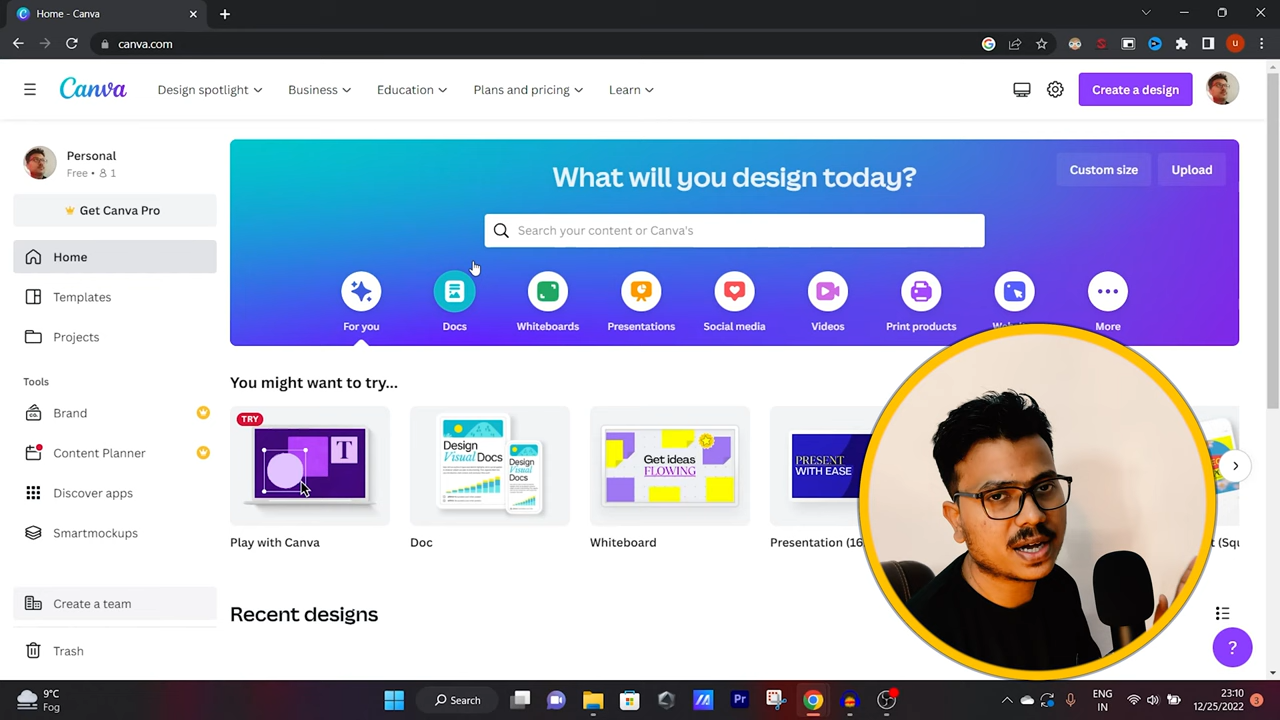 Home - Canva
canva.com
u
Canva
Design spotlight
Business
Education
Plans and pricing
Learn
Create a design
Personal
Free • 1
Get Canva Pro
Home
Templates
Projects
Tools
Brand
Content Planner
Discover apps
Smartmockups
Create a team
Trash
What will you design today?
Custom size
Upload
Search your content or Canva's
For you
Docs
Whiteboards
Presentations
Social media
Videos
Print products
More
You might want to try...
TRY
T
Play with Canva
Design
Visual Docs
Design
Visual Docs
Doc
Get ideas
FLOWING
Whiteboard
PRESENT
WITH EASE
Presentation (16
Recent designs
?
9°C
Fog
Search
Pr
ENG
IN
23:10
12/25/2022
3